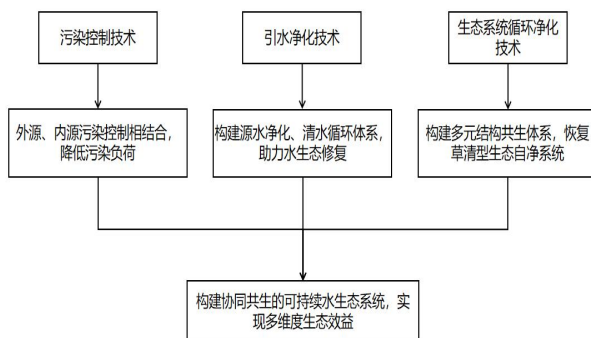 污染控制技术
引水净化技术
生态系统循环净化
技术
外源、内源污染控制相结合，
降低污染负荷
构建源水净化、清水循环体系，
助力水生态修复
构建多元结构共生体系，恢复
草清型生态自净系统
构建协同共生的可持续水生态系统，实
现多维度生态效益